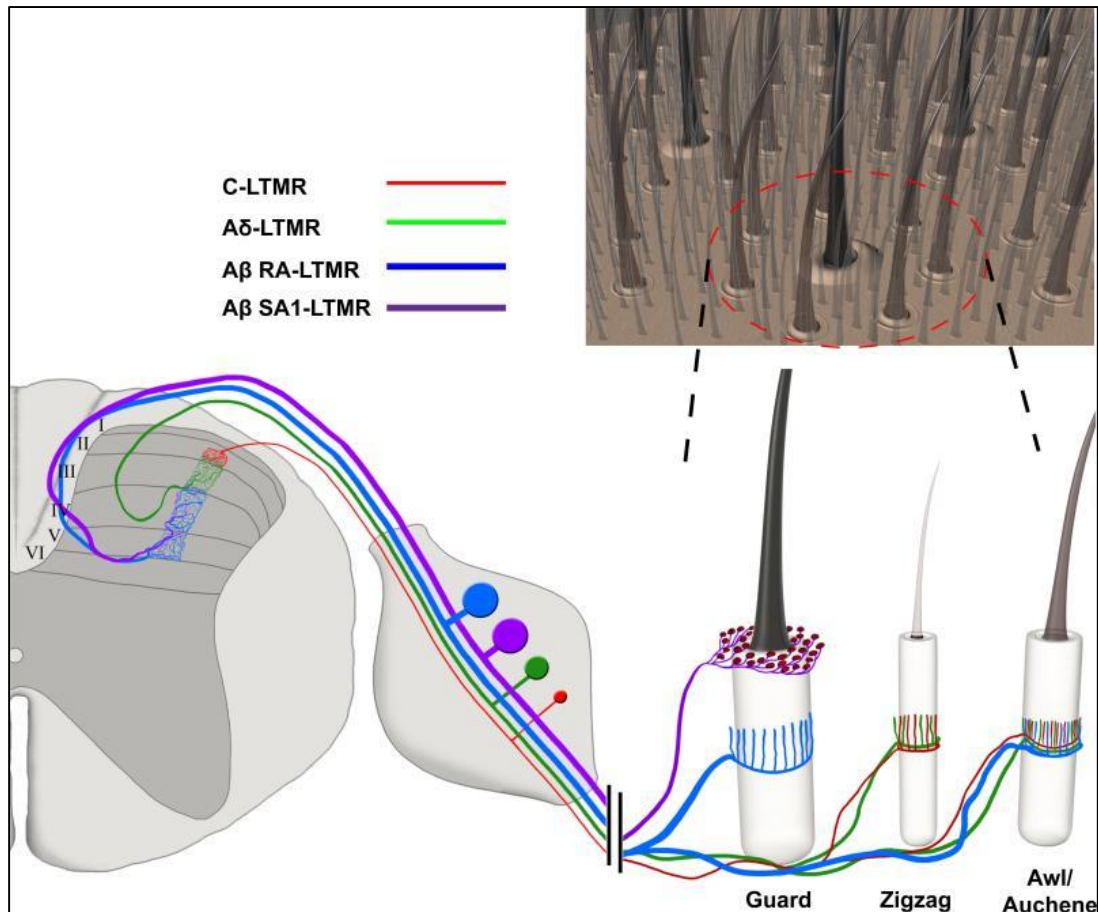 C-LTMR
Aδ-LTMR
Aβ RA-LTMR
Aβ SA1-LTMR
I
II
III
IV
V
VI
Guard
Zigzag
Awl/
Auchene